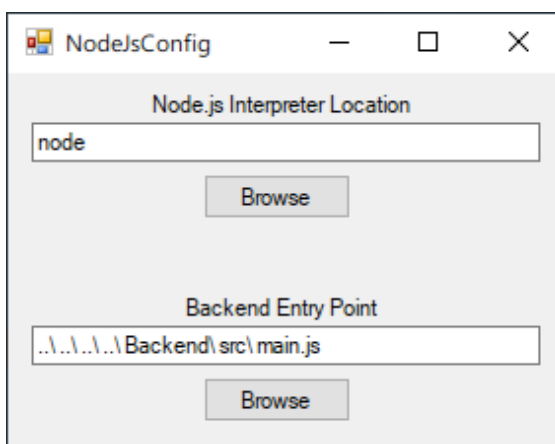 NodeJsConfig
Node.js Interpreter Location
node
Browse
Backend Entry Point
..\..\..\..\Backend\src\main.js
Browse